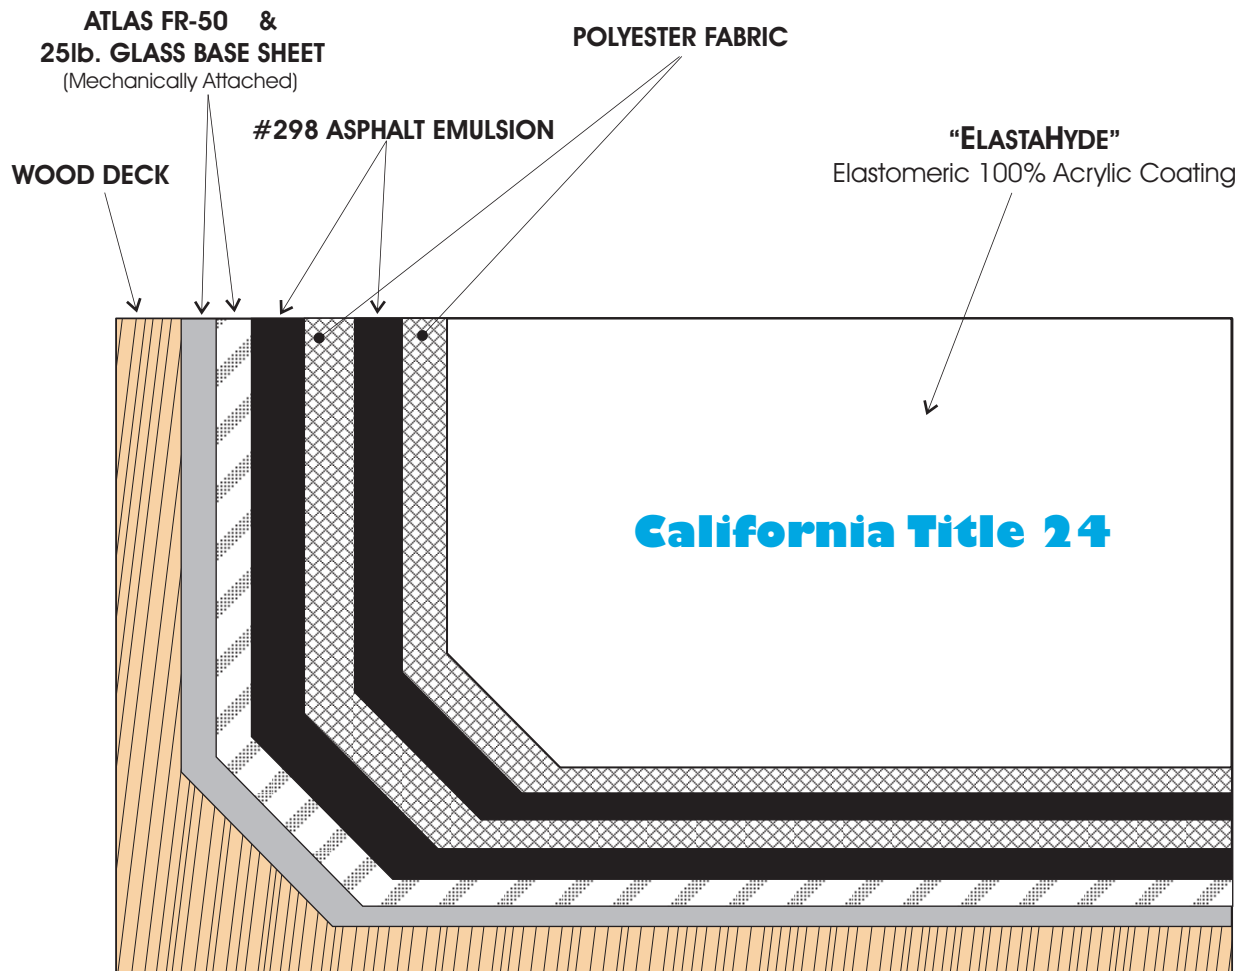 ATLAS FR-50 &
25lb. GLASS BASE SHEET
(Mechanically Attached)
POLYESTER FABRIC
#298 ASPHALT EMULSION
WOOD DECK
“ELASTAHYDE”
Elastomeric 100% Acrylic Coating
California Title 24